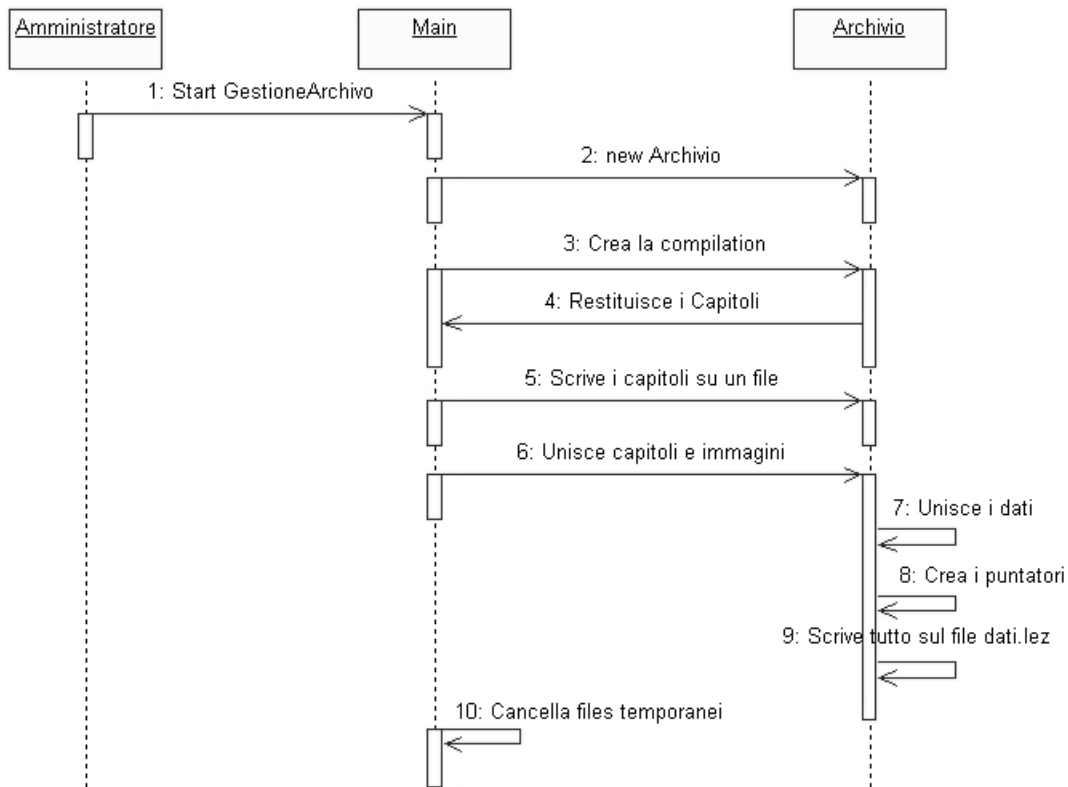 Amministratore
Main
Archivio
1: Start GestioneArchivo
2: new Archivio
3: Crea la compilation
4: Restituisce i Capitoli
5: Scrive i capitoli su un file
6: Unisce capitoli e immagini
7: Unisce i dati
8: Crea i puntatori
9: Scrive tutto sul file dati.lez
10: Cancella files temporanei